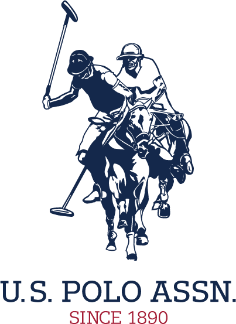 U.S. POLO ASSN.
SINCE 1890